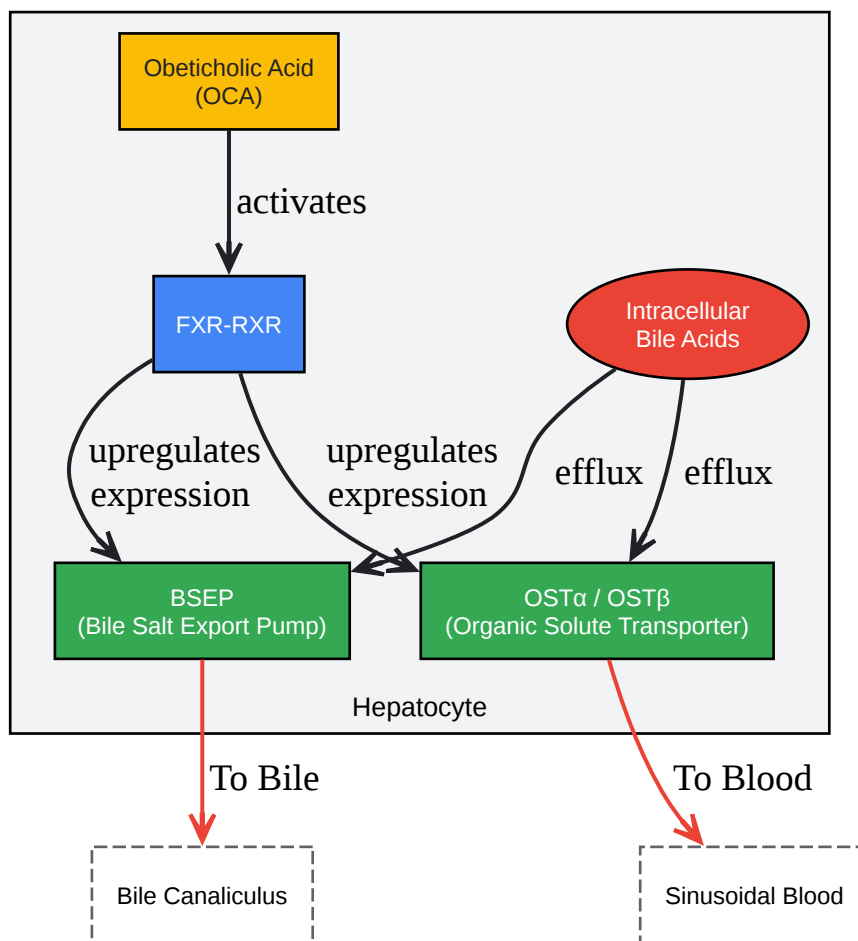 Obeticholic Acid
(OCA)
activates
FXR-RXR
Intracellular
Bile Acids
upregulates
expression
upregulates
expression
efflux
efflux
BSEP
(Bile Salt Export Pump)
OSTα / OSTβ
(Organic Solute Transporter)
Hepatocyte
To Bile
To Blood
Bile Canaliculus
Sinusoidal Blood